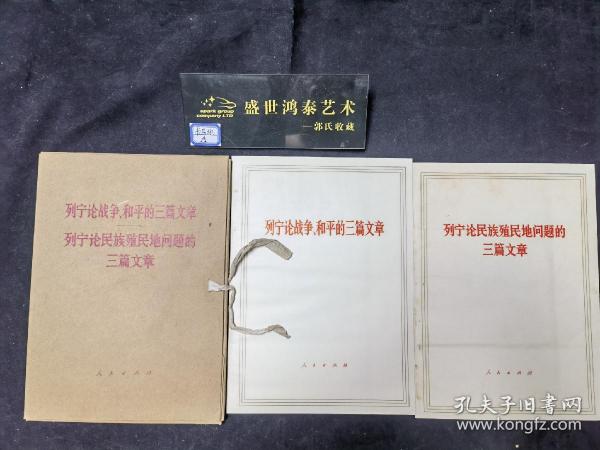 盛世鸿泰艺术
spark group
company LTD
—郭氏收藏
列宁论战争、和平的三篇文章
列宁论民族殖民地问题的
三篇文章
人民出版社
列宁论战争、和平的三篇文章
人民出版社
列宁论民族殖民地问题的
三篇文章
人民出版社
孔夫子旧书网
www.kongfz.com